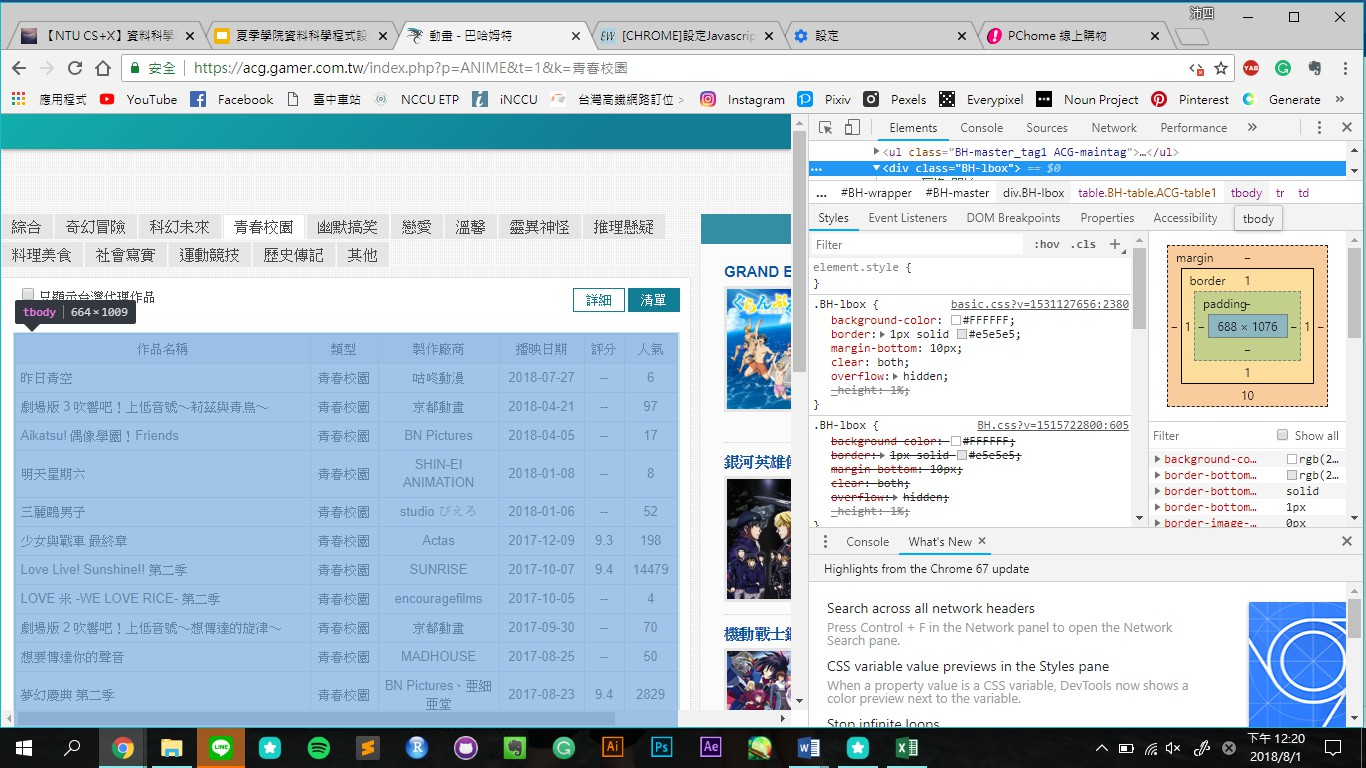 沛四
【NTU CS+X】資料科學
夏季學院資料科學程式設
動畫 - 巴哈姆特
[CHROME]設定Javascrip
設定
PChome 線上購物
安全
https://acg.gamer.com.tw/index.php?p=ANIME&t=1&k=青春校園
應用程式
YouTube
Facebook
臺中車站
NCCU ETP
iNCCU
台灣高鐵網路訂位 >
Instagram
Pixiv
Pexels
Everypixel
Noun Project
Pinterest
Generate
»
綜合 奇幻冒險 科幻未來 青春校園 幽默搞笑 戀愛 溫馨 靈異神怪 推理懸疑
料理美食 社會寫實 運動競技 歷史傳記 其他
只顯示台灣代理作品
詳細 清單
tbody 664×1009
作品名稱 類型 製作廠商 播映日期 評分 人氣
昨日青空 青春校園 咕咚動漫 2018-07-27 -- 6
劇場版 3 吹響吧！上低音號～莉茲與青鳥～ 青春校園 京都動畫 2018-04-21 -- 97
Aikatsu! 偶像學園！Friends 青春校園 BN Pictures 2018-04-05 -- 17
明天星期六 青春校園 SHIN-EI ANIMATION 2018-01-08 -- 8
三麗鷗男子 青春校園 studio ぴえろ 2018-01-06 -- 52
少女與戰車 最終章 青春校園 Actas 2017-12-09 9.3 198
Love Live! Sunshine!! 第二季 青春校園 SUNRISE 2017-10-07 9.4 14479
LOVE 米 -WE LOVE RICE- 第二季 青春校園 encouragefilms 2017-10-05 -- 4
劇場版 2 吹響吧！上低音號～想傳達的旋律～ 青春校園 京都動畫 2017-09-30 -- 70
想要傳達你的聲音 青春校園 MADHOUSE 2017-08-25 -- 50
夢幻慶典 第二季 青春校園 BN Pictures、亜細亜堂 2017-08-23 9.4 2829
GRAND B
銀河英雄傳
機動戰士鋼
Elements Console Sources Network Performance »
<ul class="BH-master_tag1 ACG-maintag">…</ul>
… <div class="BH-lbox"> == $0
… #BH-wrapper #BH-master div.BH-lbox table.BH-table.ACG-table1 tbody tr td
Styles Event Listeners DOM Breakpoints Properties Accessibility
tbody
Filter :hov .cls +
element.style {
}
.BH-lbox { basic.css?v=1531127656:2380
background-color: #FFFFFF;
border: 1px solid #e5e5e5;
margin-bottom: 10px;
clear: both;
overflow: hidden;
_height: 1%;
}
.BH-lbox { BH.css?v=1515722800:605
background-color: #FFFFFF;
border: 1px solid #e5e5e5;
margin-bottom: 10px;
clear: both;
overflow: hidden;
_height: 1%;
}
margin –
border 1
padding –
– 1 – 688 × 1076 – 1 –
–
1
10
Filter Show all
background-co… rgb(2…
border-bottom… rgb(2…
border-bottom… solid
border-bottom… 1px
border-image-… 0px
Console What's New
Highlights from the Chrome 67 update
Search across all network headers
Press Control + F in the Network panel to open the Network
Search pane.
CSS variable value previews in the Styles pane
When a property value is a CSS variable, DevTools now shows a
color preview next to the variable.
Stop infinite loops
LINE
R
Ai
Ps
Ae
下午 12:20
2018/8/1